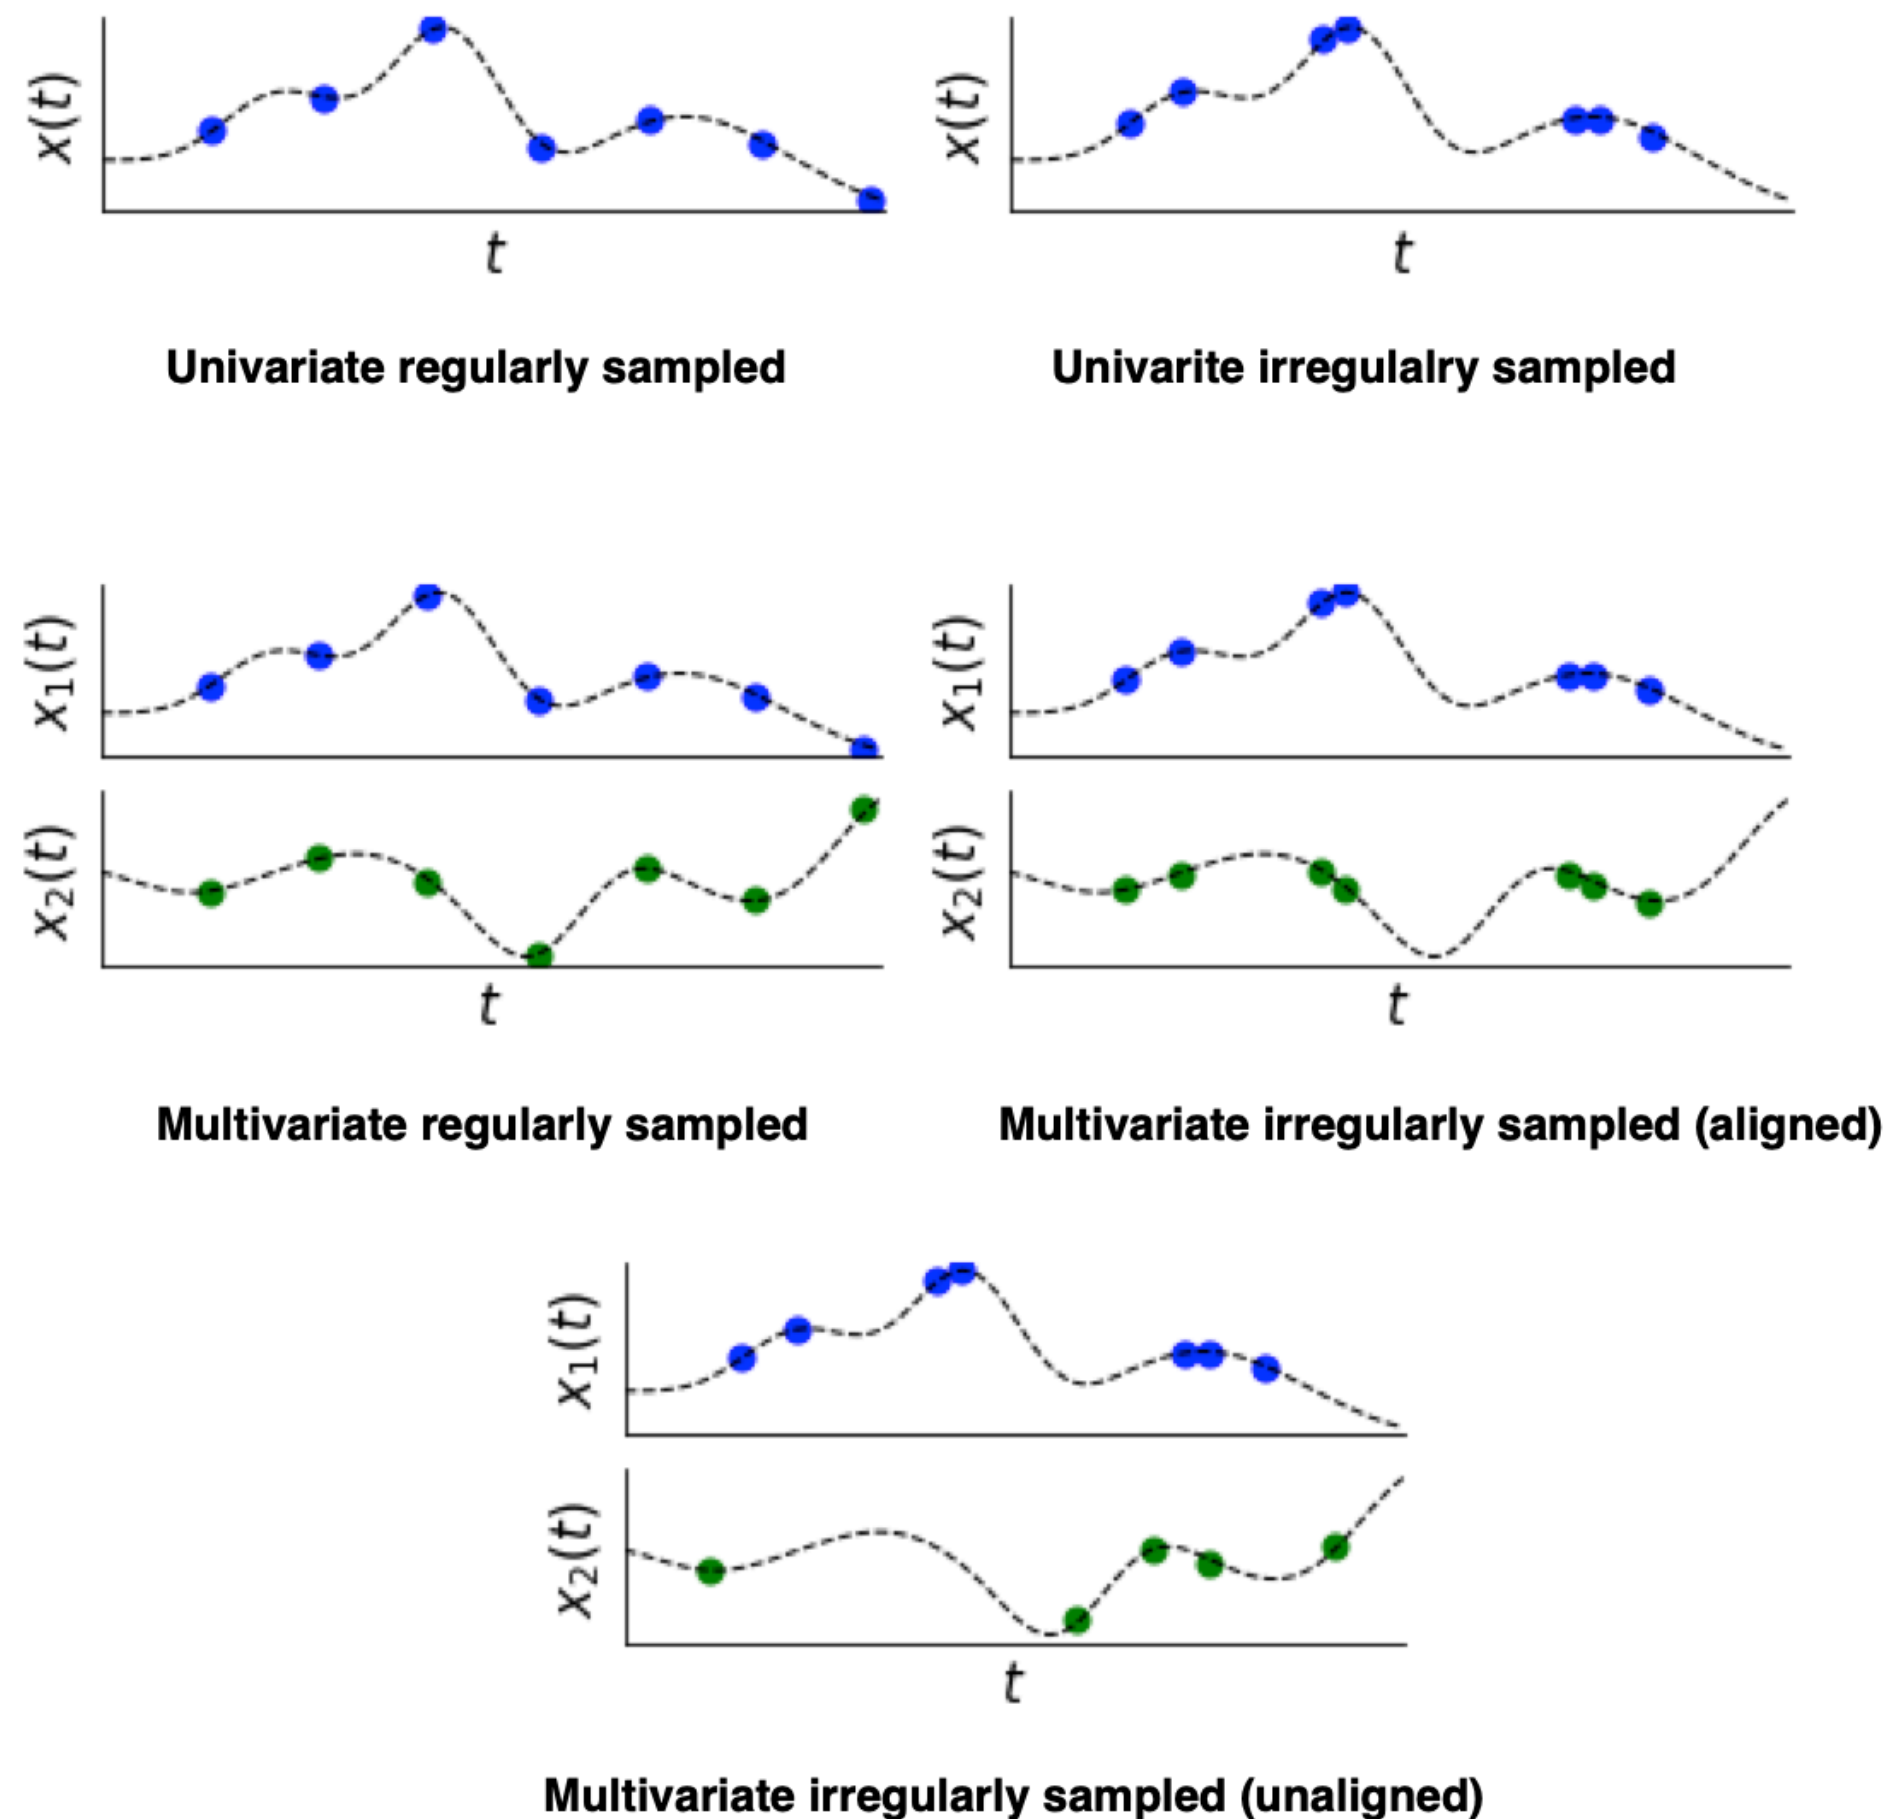 x(t)
t
Univariate regularly sampled
x(t)
t
Univarite irregulalry sampled
x₁(t)
x₂(t)
t
Multivariate regularly sampled
x₁(t)
x₂(t)
t
Multivariate irregularly sampled (aligned)
x₁(t)
x₂(t)
t
Multivariate irregularly sampled (unaligned)